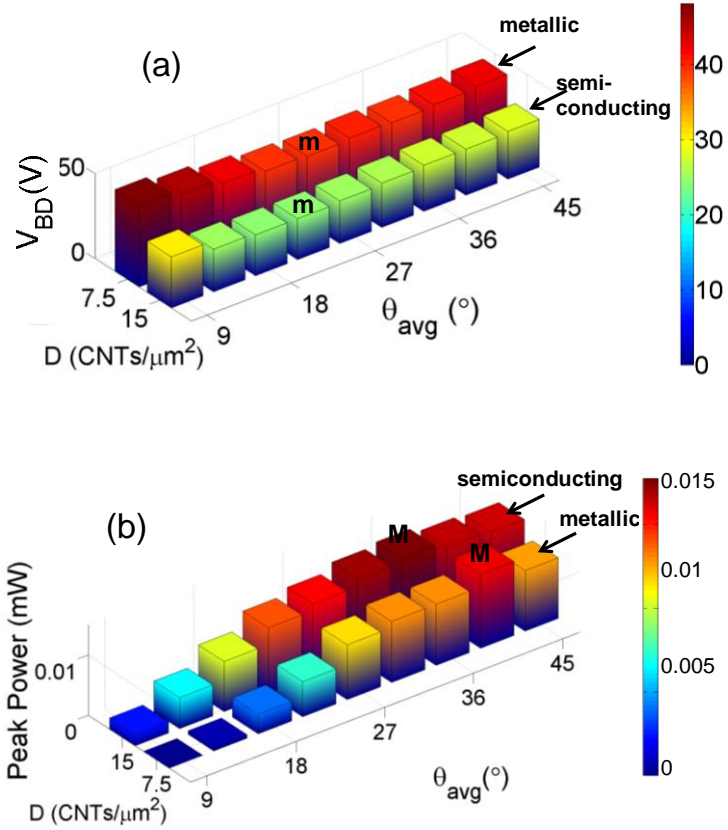 (a)
metallic
semi-
conducting
m
m
V_BD (V)
50
0
7.5
15
D (CNTs/μm²)
9
18
27
36
45
θ_avg (°)
40
30
20
10
0
(b)
semiconducting
metallic
M
M
Peak Power (mW)
0.01
0
15
7.5
D (CNTs/μm²)
9
18
27
36
45
θ_avg(°)
0.015
0.01
0.005
0